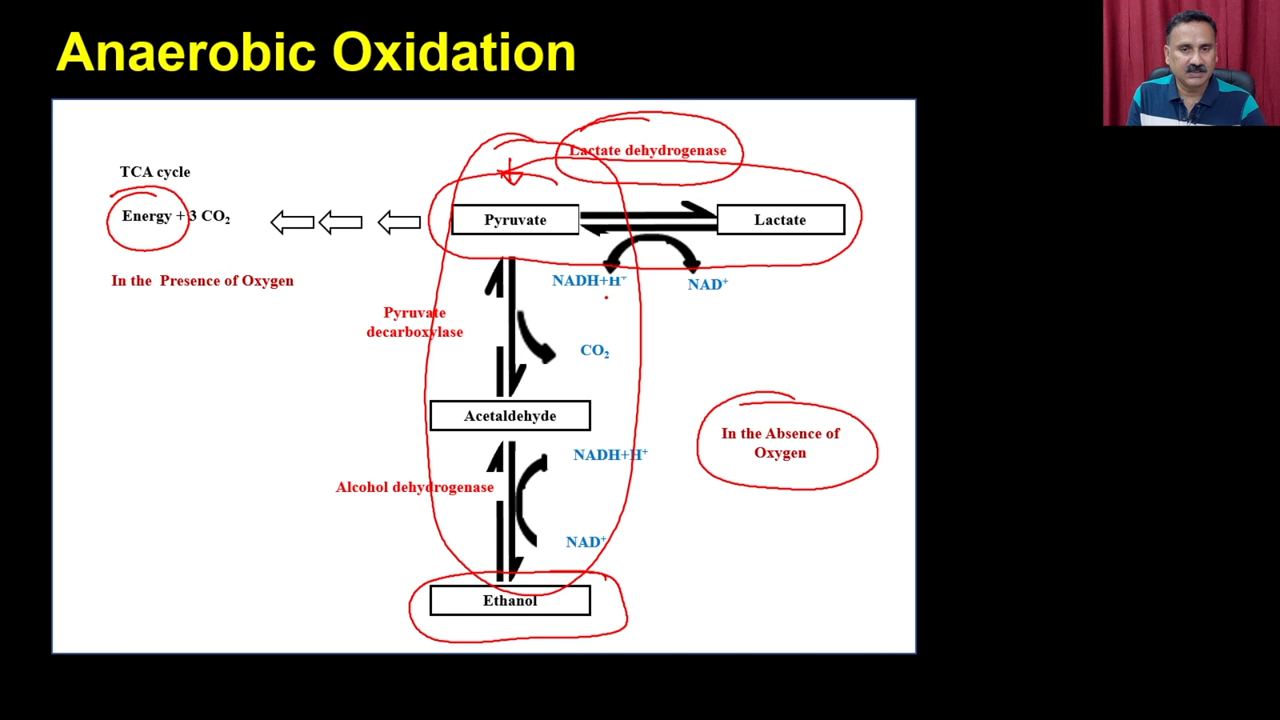 Anaerobic Oxidation
Lactate dehydrogenase
TCA cycle
Energy + 3 CO₂
Pyruvate
Lactate
In the Presence of Oxygen
NADH+H⁺
NAD⁺
Pyruvate
decarboxylase
CO₂
Acetaldehyde
In the Absence of
Oxygen
NADH+H⁺
Alcohol dehydrogenase
NAD⁺
Ethanol